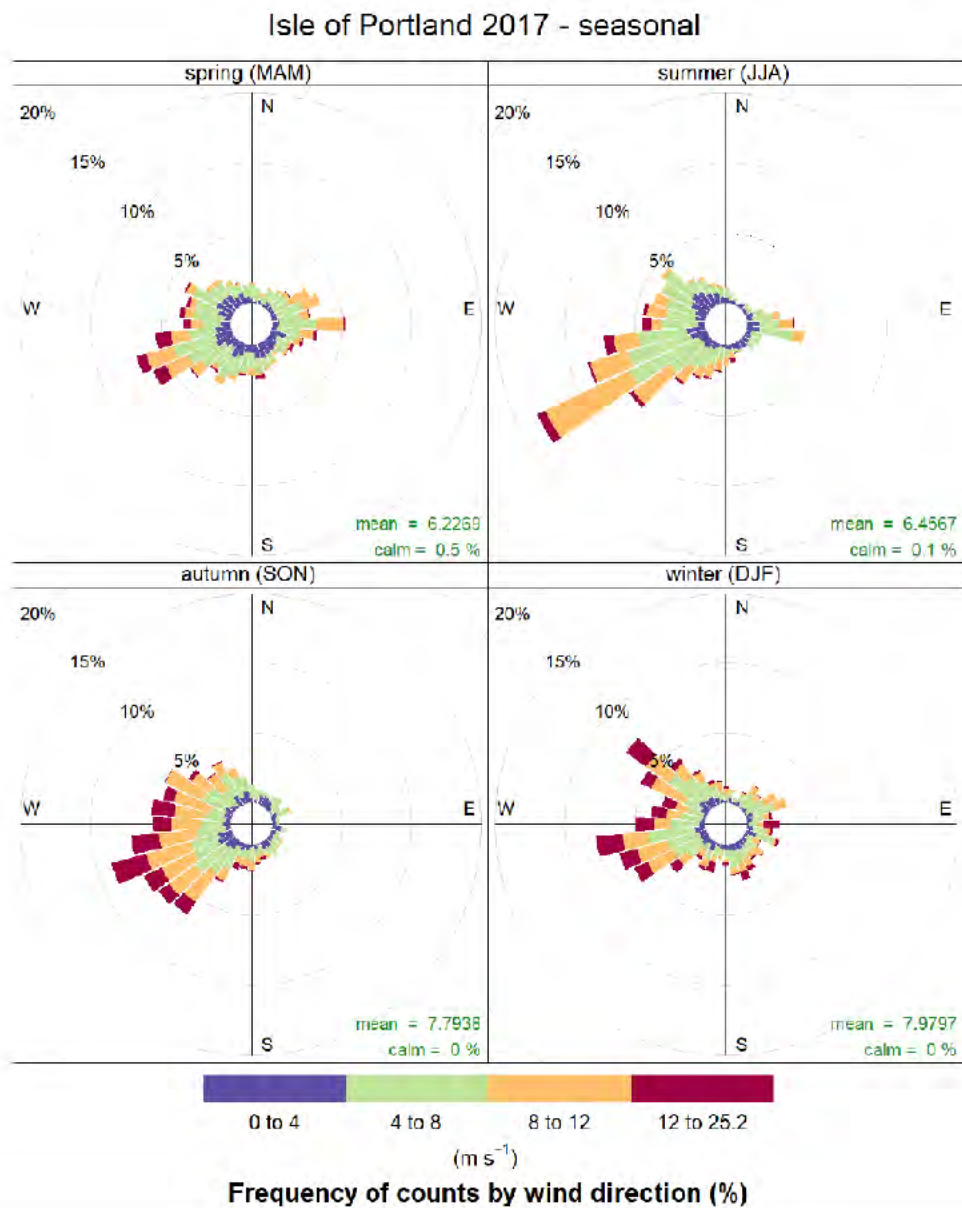 Isle of Portland 2017 - seasonal
spring (MAM)
N
20%
15%
10%
5%
W
E
S
mean = 6.2269
calm = 0.5 %
summer (JJA)
N
20%
15%
10%
5%
W
E
S
mean = 6.4567
calm = 0.1 %
autumn (SON)
N
20%
15%
10%
5%
W
E
S
mean = 7.7938
calm = 0 %
winter (DJF)
N
20%
15%
10%
5%
W
E
S
mean = 7.9797
calm = 0 %
0 to 4
4 to 8
8 to 12
12 to 25.2
(m s⁻¹)
Frequency of counts by wind direction (%)